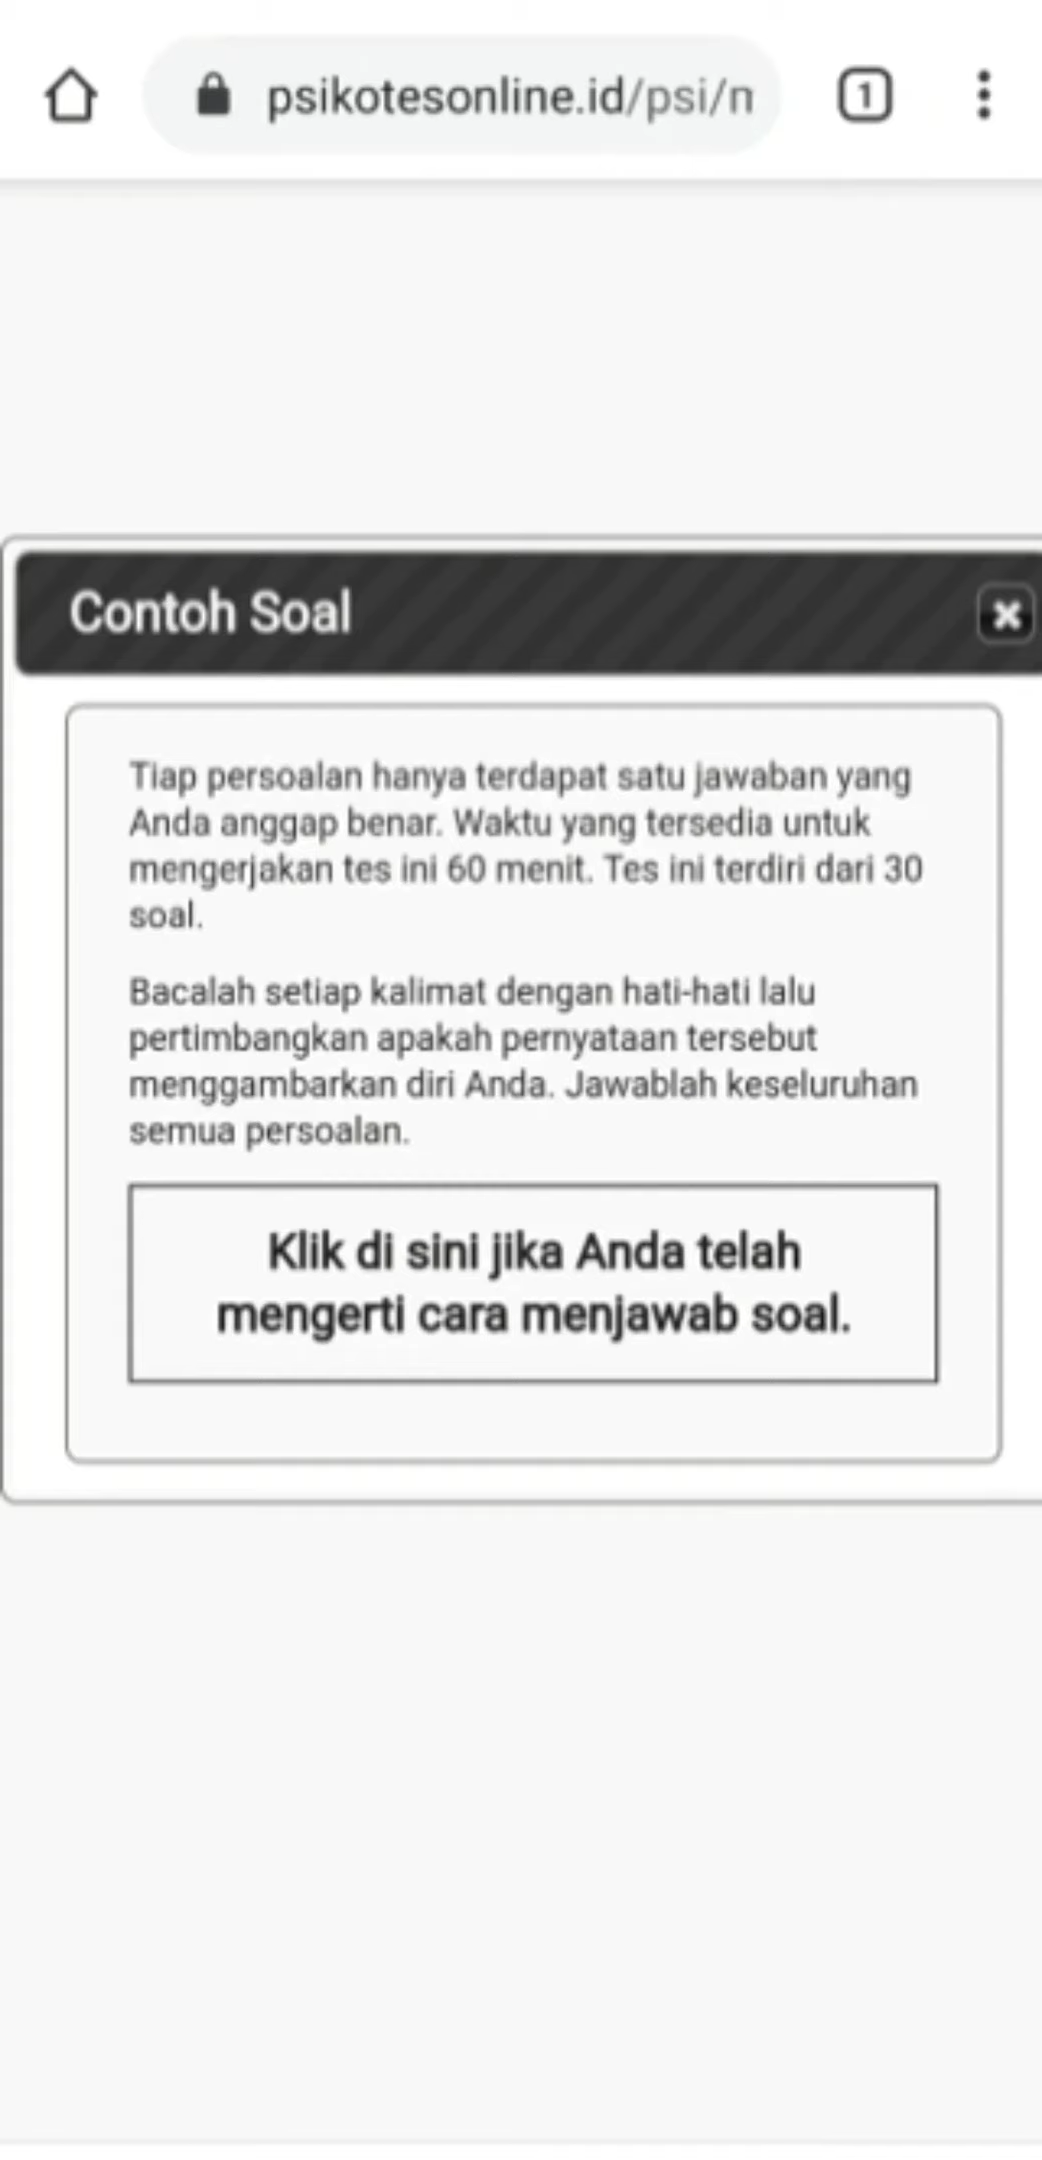 psikotesonline.id/psi/n
1
Contoh Soal
Tiap persoalan hanya terdapat satu jawaban yang
Anda anggap benar. Waktu yang tersedia untuk
mengerjakan tes ini 60 menit. Tes ini terdiri dari 30
soal.
Bacalah setiap kalimat dengan hati-hati lalu
pertimbangkan apakah pernyataan tersebut
menggambarkan diri Anda. Jawablah keseluruhan
semua persoalan.
Klik di sini jika Anda telah
mengerti cara menjawab soal.